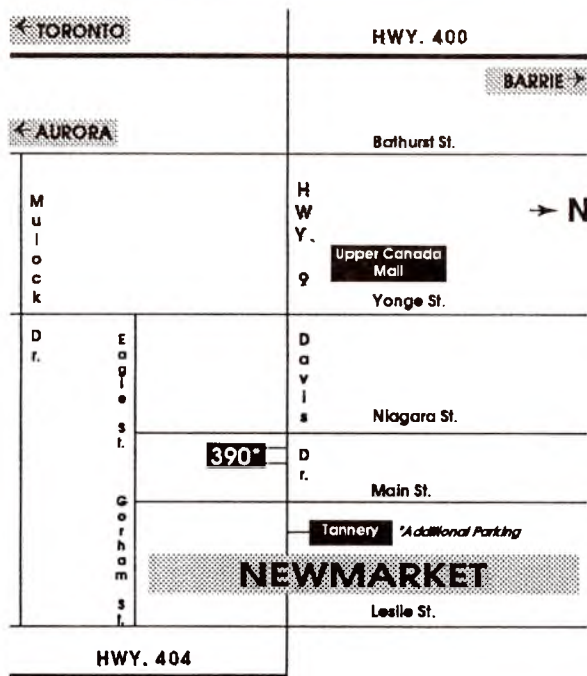 ← TORONTO
HWY. 400
BARRIE →
← AURORA
Bathurst St.
Mulock Dr.
HWY. 9
→ N
Upper Canada
Mall
Yonge St.
Eagle St.
Davis Dr.
Niagara St.
390*
Main St.
Gorham St.
Tannery
*Additional Parking
NEWMARKET
Leslie St.
HWY. 404